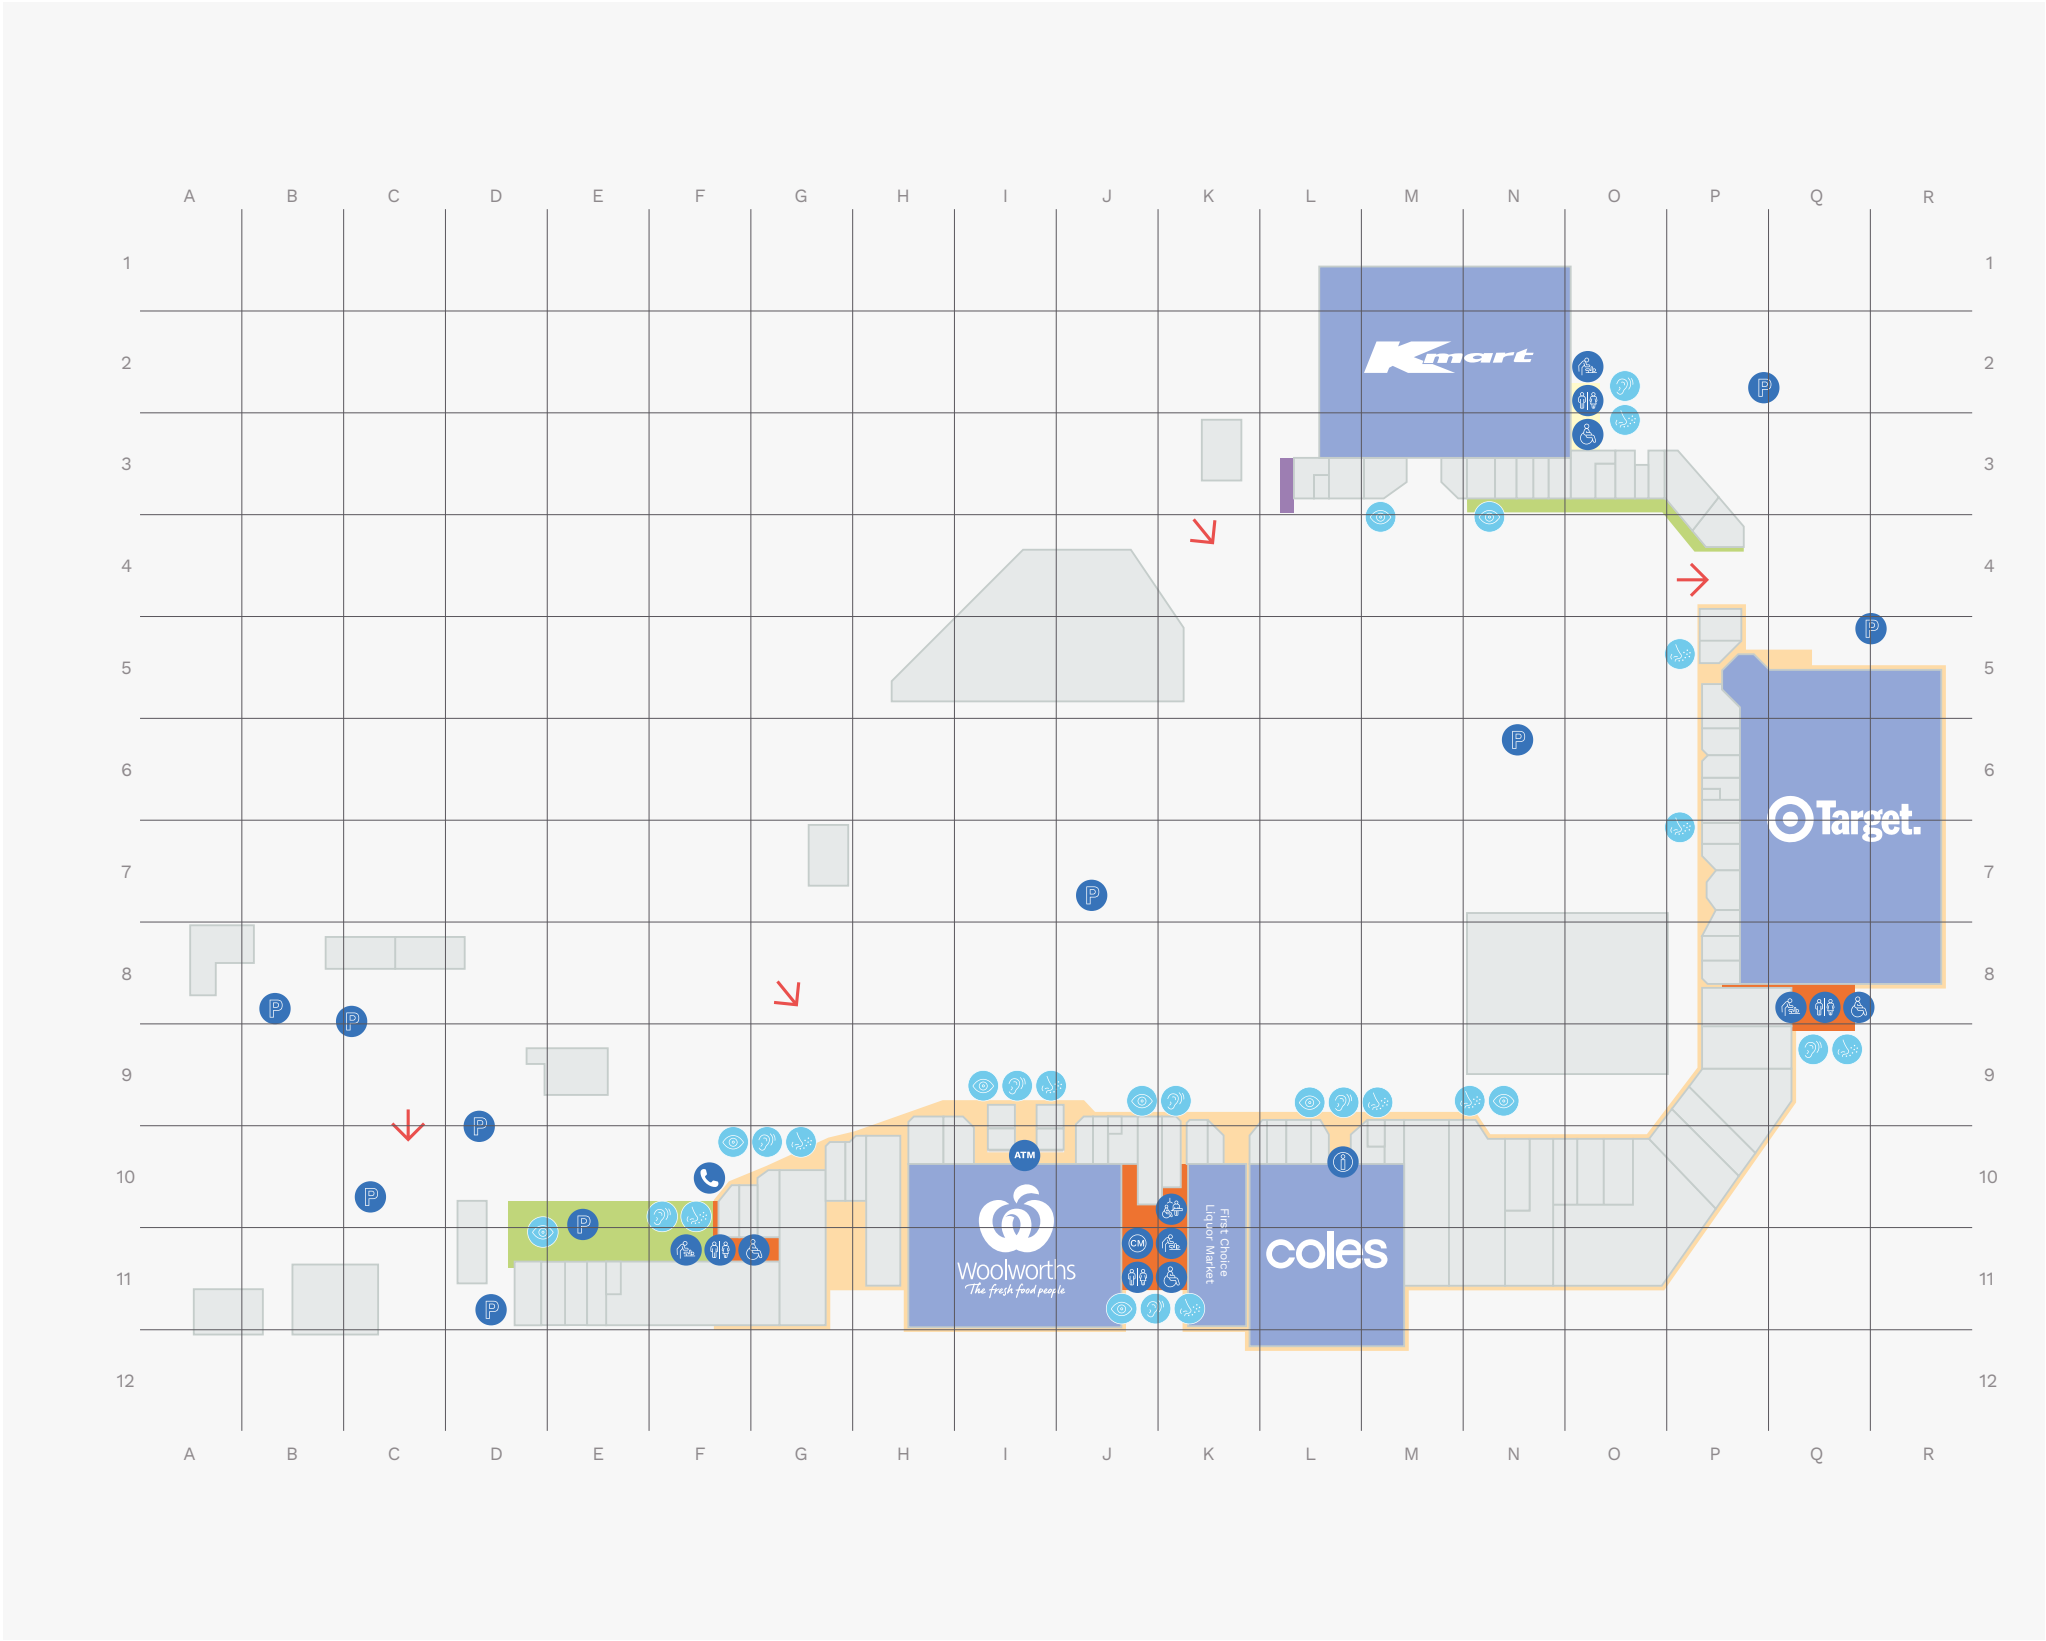 A B C D E F G H I J K L M N O P Q R
1 1
Kmart
2 2
P
3 3
4 4
P
5 5
P
6 6
Target.
7 7
P
8 8
P P
9 9
P
ATM
10 10
P
P
Woolworths
The fresh food people
CM
First Choice
Liquor Market
coles
11 11
P
12 12
A B C D E F G H I J K L M N O P Q R